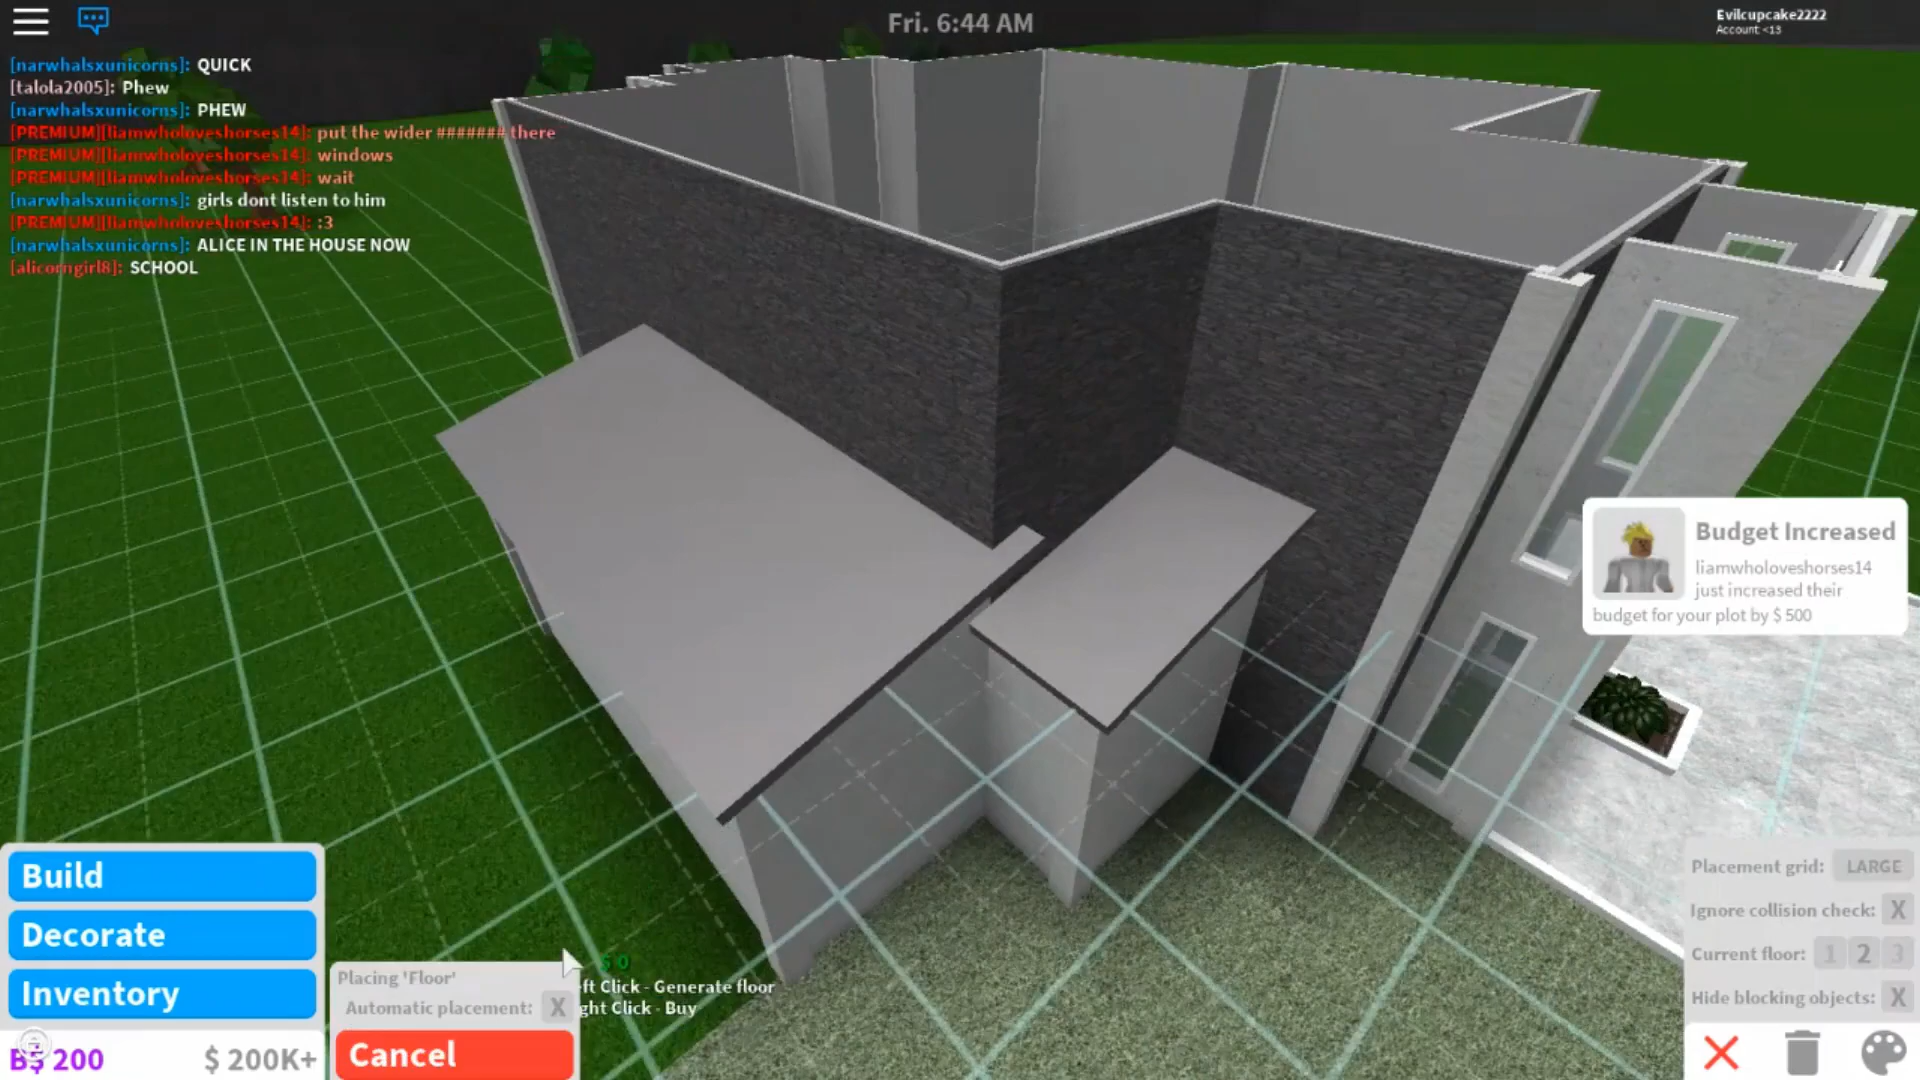 Fri. 6:44 AM
Evilcupcake2222
Account: <13
[narwhalsxunicorns]: QUICK
[talola2005]: Phew
[narwhalsxunicorns]: PHEW
[PREMIUM][liamwholoveshorses14]: put the wider ####### there
[PREMIUM][liamwholoveshorses14]: windows
[PREMIUM][liamwholoveshorses14]: wait
[narwhalsxunicorns]: girls dont listen to him
[PREMIUM][liamwholoveshorses14]: :3
[narwhalsxunicorns]: ALICE IN THE HOUSE NOW
[alicorngirl8]: SCHOOL
Budget Increased
liamwholoveshorses14
just increased their
budget for your plot by $ 500
Build
Decorate
Inventory
B$ 200
$ 200K+
Placing 'Floor'
Automatic placement: X
Cancel
$ 0
ft Click - Generate floor
ght Click - Buy
Placement grid: LARGE
Ignore collision check: X
Current floor: 1 2 3
Hide blocking objects: X